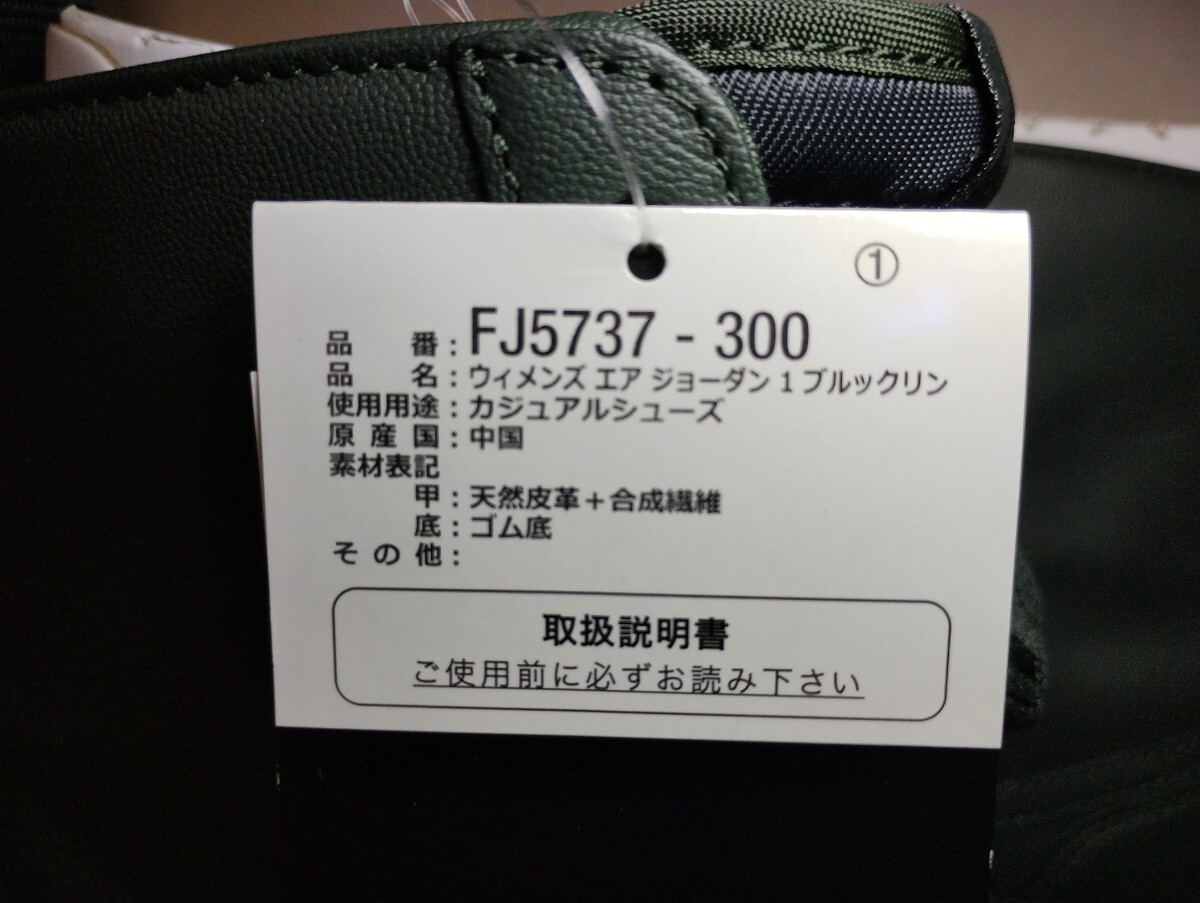 ①
品番:FJ5737-300
品名:ウィメンズ エア ジョーダン 1 ブルックリン
使用用途:カジュアルシューズ
原産国:中国
素材表記
甲:天然皮革+合成繊維
底:ゴム底
その他:
取扱説明書
ご使用前に必ずお読み下さい